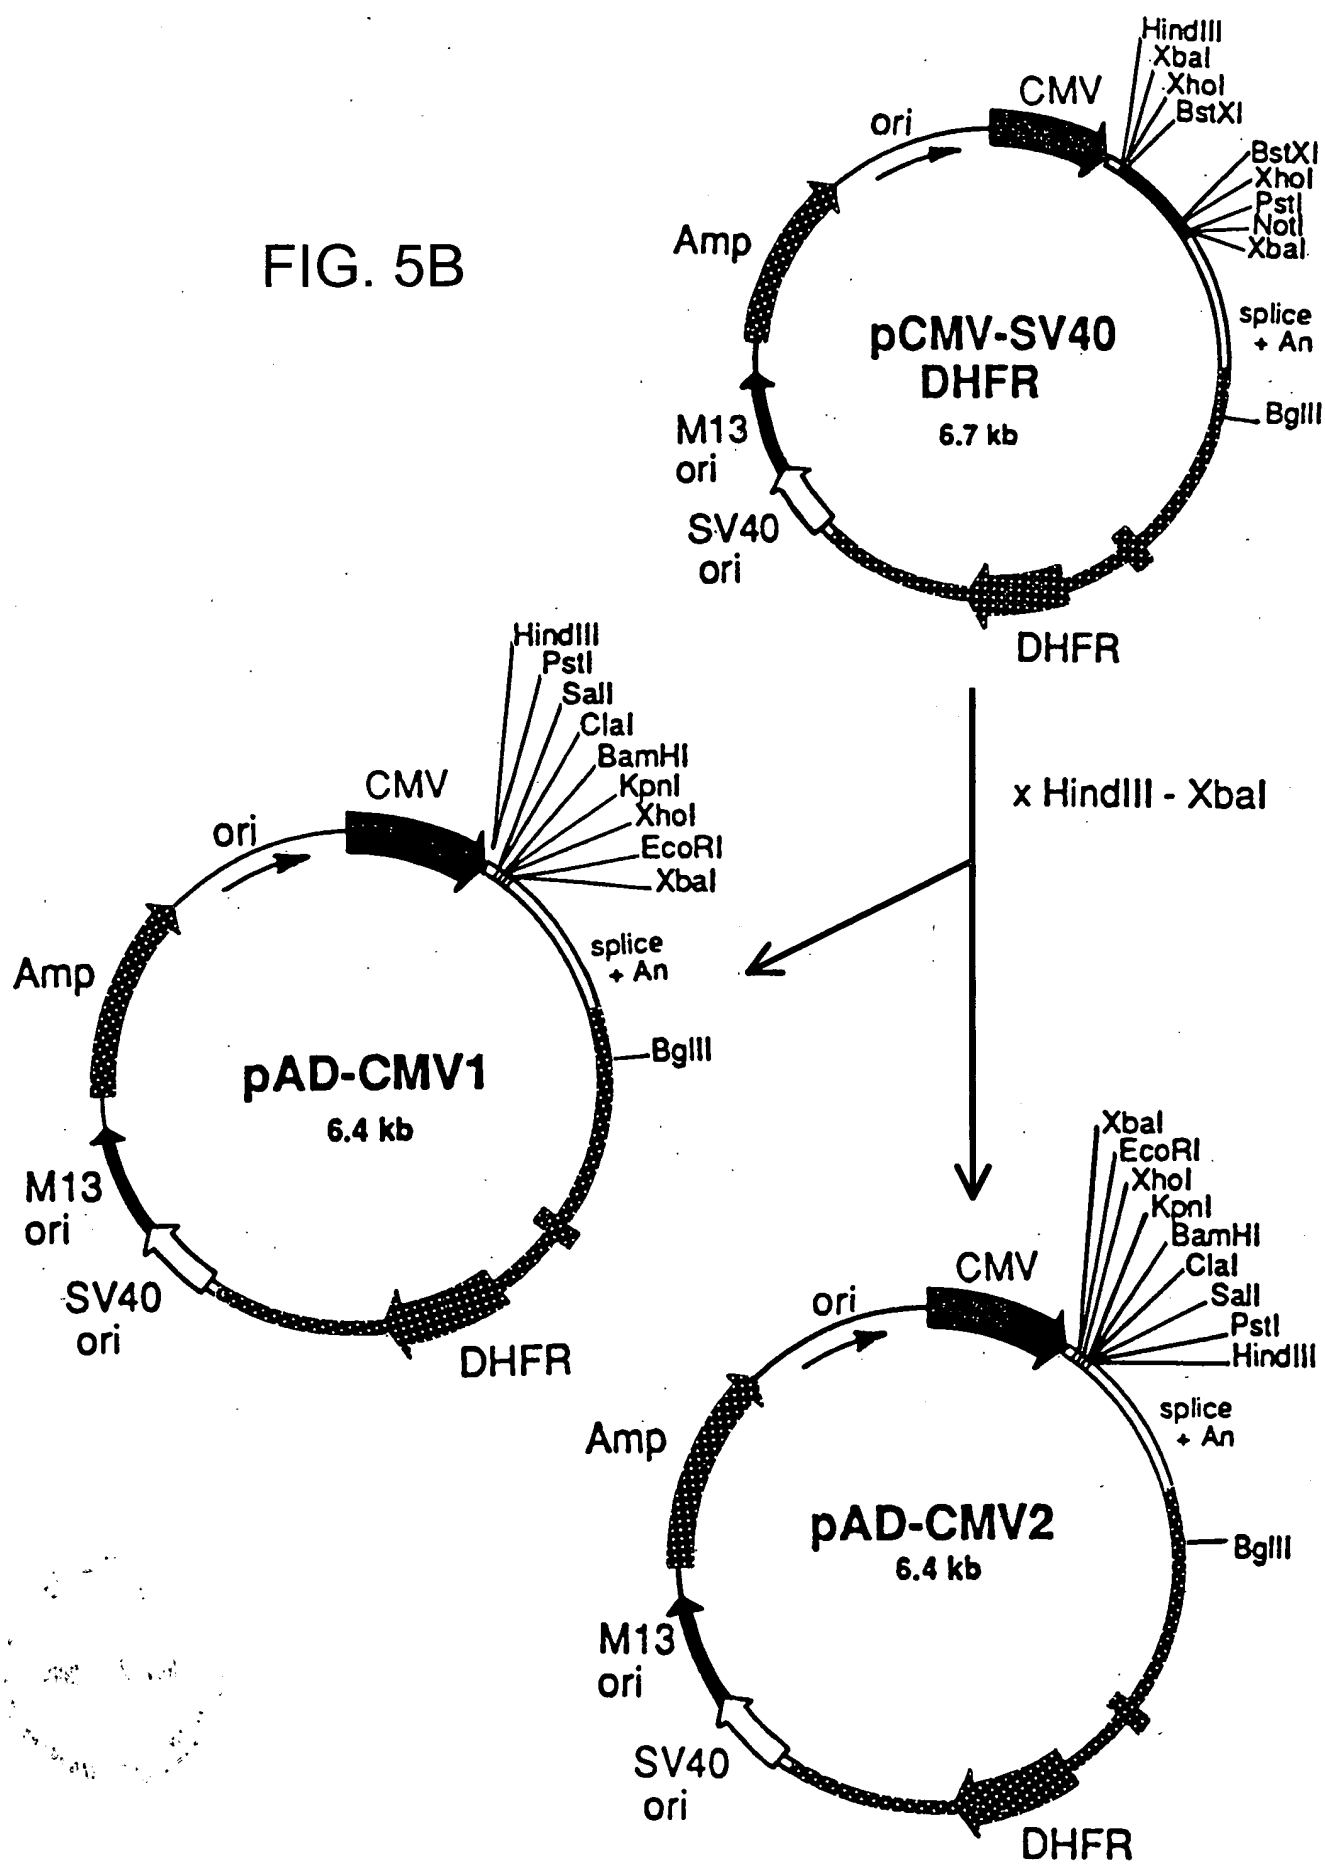 FIG. 5B
HindIII
XbaI
XhoI
BstXI
CMV
ori
BstXI
XhoI
PstI
NotI
XbaI
Amp
splice
+ An
pCMV-SV40
DHFR
6.7 kb
BglII
M13
ori
SV40
ori
DHFR
x HindIII - XbaI
HindIII
PstI
SalI
ClaI
BamHI
KpnI
XhoI
EcoRI
XbaI
CMV
ori
Amp
splice
+ An
BglII
pAD-CMV1
6.4 kb
M13
ori
SV40
ori
DHFR
XbaI
EcoRI
XhoI
KpnI
BamHI
ClaI
SalI
PstI
HindIII
CMV
ori
Amp
splice
+ An
pAD-CMV2
6.4 kb
BglII
M13
ori
SV40
ori
DHFR